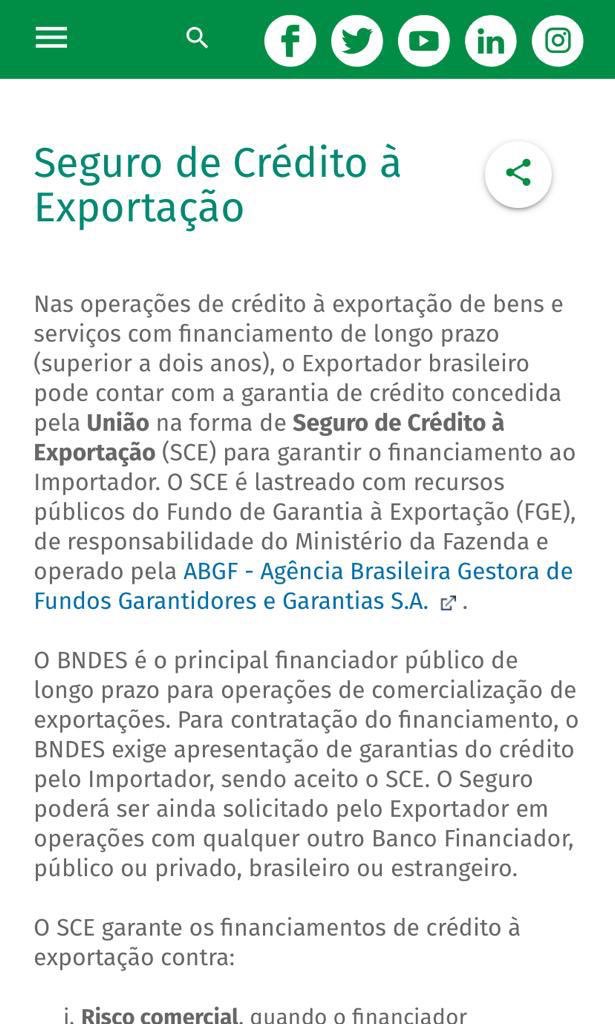 Seguro de Crédito à
Exportação
Nas operações de crédito à exportação de bens e
serviços com financiamento de longo prazo
(superior a dois anos), o Exportador brasileiro
pode contar com a garantia de crédito concedida
pela União na forma de Seguro de Crédito à
Exportação (SCE) para garantir o financiamento ao
Importador. O SCE é lastreado com recursos
públicos do Fundo de Garantia à Exportação (FGE),
de responsabilidade do Ministério da Fazenda e
operado pela ABGF - Agência Brasileira Gestora de
Fundos Garantidores e Garantias S.A. .
O BNDES é o principal financiador público de
longo prazo para operações de comercialização de
exportações. Para contratação do financiamento, o
BNDES exige apresentação de garantias do crédito
pelo Importador, sendo aceito o SCE. O Seguro
poderá ser ainda solicitado pelo Exportador em
operações com qualquer outro Banco Financiador,
público ou privado, brasileiro ou estrangeiro.
O SCE garante os financiamentos de crédito à
exportação contra:
i. Risco comercial, quando o financiador